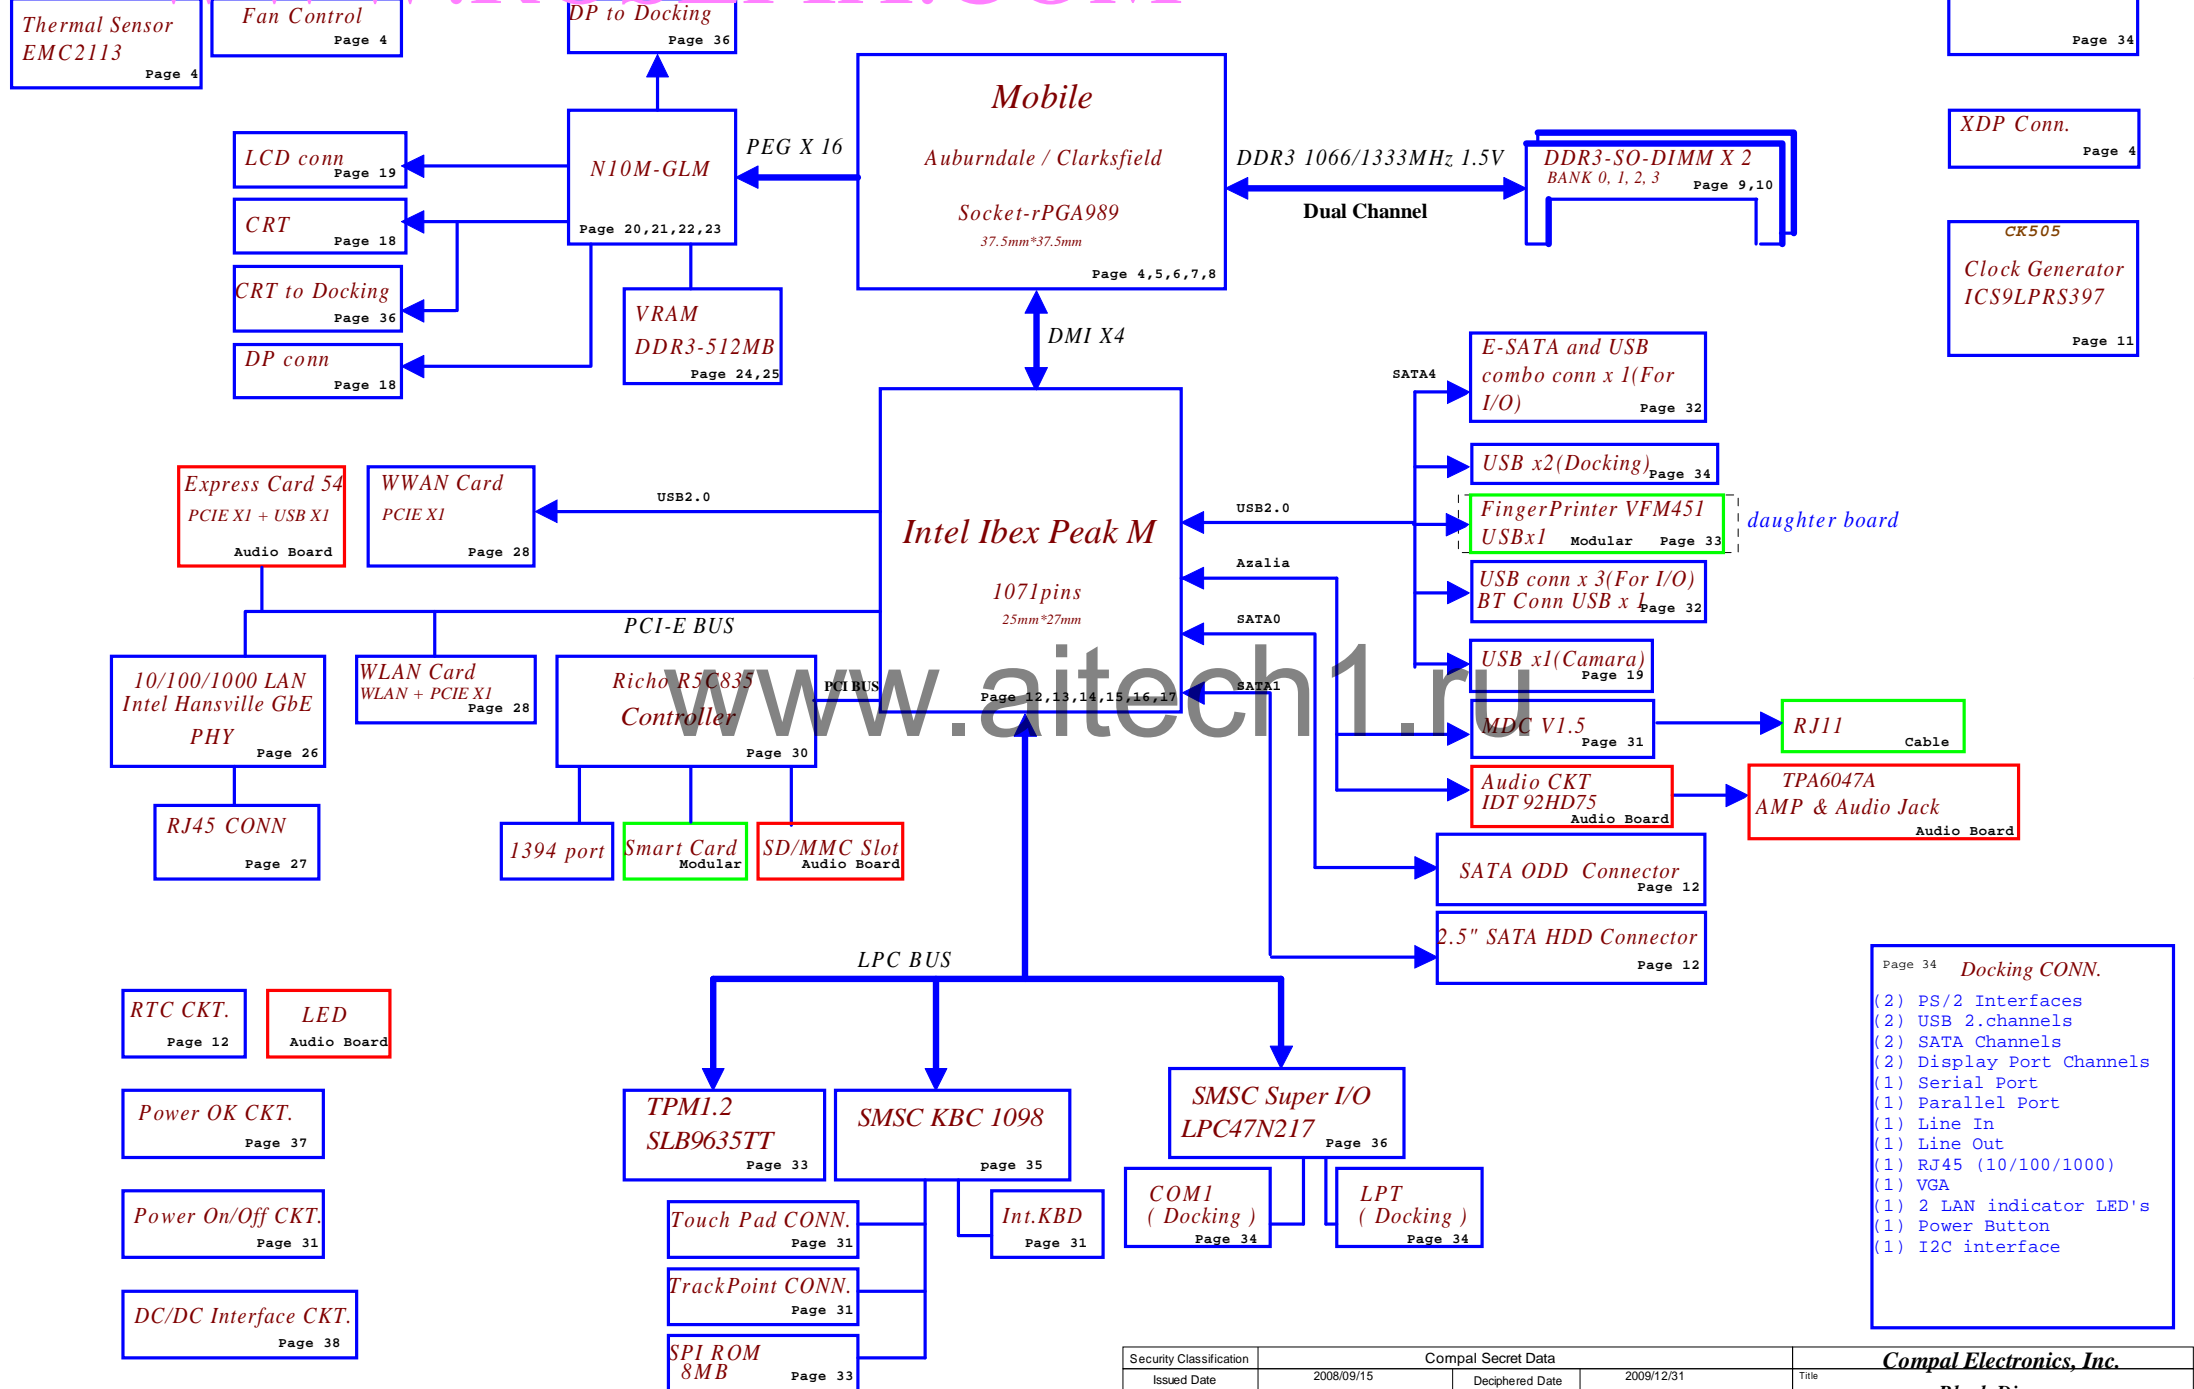 Thermal Sensor
EMC2113
Page 4
Fan Control
Page 4
DP to Docking
Page 36
Page 34
Mobile
Auburndale / Clarksfield
Socket-rPGA989
37.5mm*37.5mm
Page 4,5,6,7,8
PEG X 16
N10M-GLM
Page 20,21,22,23
LCD conn
Page 19
CRT
Page 18
CRT to Docking
Page 36
DP conn
Page 18
VRAM
DDR3-512MB
Page 24,25
DDR3 1066/1333MHz 1.5V
Dual Channel
DDR3-SO-DIMM X 2
BANK 0, 1, 2, 3
Page 9,10
XDP Conn.
Page 4
CK505
Clock Generator
ICS9LPRS397
Page 11
DMI X4
Intel Ibex Peak M
1071pins
25mm*27mm
Page 12,13,14,15,16,17
SATA4
E-SATA and USB
combo conn x 1(For
I/O)
Page 32
USB x2(Docking)
Page 34
USB2.0
FingerPrinter VFM451
USBx1
Modular
Page 33
daughter board
USB conn x 3(For I/O)
BT Conn USB x 1
Page 32
USB x1(Camara)
Page 19
Azalia
SATA0
SATA1
MDC V1.5
Page 31
RJ11
Cable
Audio CKT
IDT 92HD75
Audio Board
TPA6047A
AMP & Audio Jack
Audio Board
SATA ODD Connector
Page 12
2.5" SATA HDD Connector
Page 12
Express Card 54
PCIE X1 + USB X1
Audio Board
WWAN Card
PCIE X1
Page 28
USB2.0
PCI-E BUS
10/100/1000 LAN
Intel Hansville GbE
PHY
Page 26
WLAN Card
WLAN + PCIE X1
Page 28
Richo R5C835
Controller
Page 30
PCI BUS
www.aitech1.ru
RJ45 CONN
Page 27
1394 port
Smart Card
Modular
SD/MMC Slot
Audio Board
LPC BUS
RTC CKT.
Page 12
LED
Audio Board
Power OK CKT.
Page 37
Power On/Off CKT.
Page 31
DC/DC Interface CKT.
Page 38
TPM1.2
SLB9635TT
Page 33
SMSC KBC 1098
page 35
SMSC Super I/O
LPC47N217
Page 36
Touch Pad CONN.
Page 31
TrackPoint CONN.
Page 31
SPI ROM
8MB
Page 33
Int.KBD
Page 31
COM1
( Docking )
Page 34
LPT
( Docking )
Page 34
Page 34
Docking CONN.
(2) PS/2 Interfaces
(2) USB 2.channels
(2) SATA Channels
(2) Display Port Channels
(1) Serial Port
(1) Parallel Port
(1) Line In
(1) Line Out
(1) RJ45 (10/100/1000)
(1) VGA
(1) 2 LAN indicator LED's
(1) Power Button
(1) I2C interface
Security Classification
Compal Secret Data
Issued Date
2008/09/15
Deciphered Date
2009/12/31
Compal Electronics, Inc.
Title